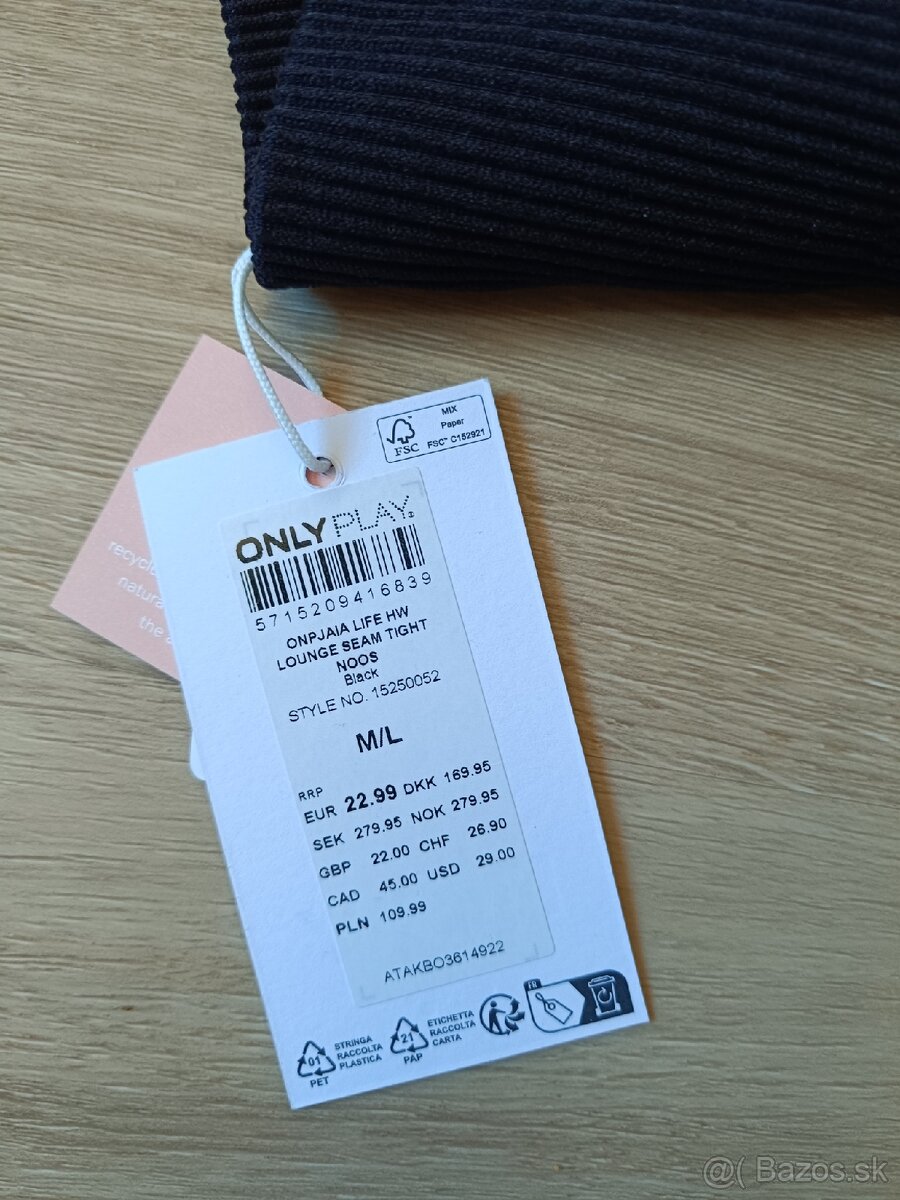 MIX
Paper
FSC™ C152921
FSC
ONLY PLAY
5715209416839
ONPJAIA LIFE HW
LOUNGE SEAM TIGHT
NOOS
Black
STYLE NO. 15250052
M/L
RRP
EUR 22.99 DKK 169.95
SEK 279.95 NOK 279.95
GBP 22.00 CHF 26.90
CAD 45.00 USD 29.00
PLN 109.99
ATAKBO3614922
01
PET
STRINGA
RACCOLTA
PLASTICA
21
PAP
ETICHETTA
RACCOLTA
CARTA
FR
the
@( Bazos.sk